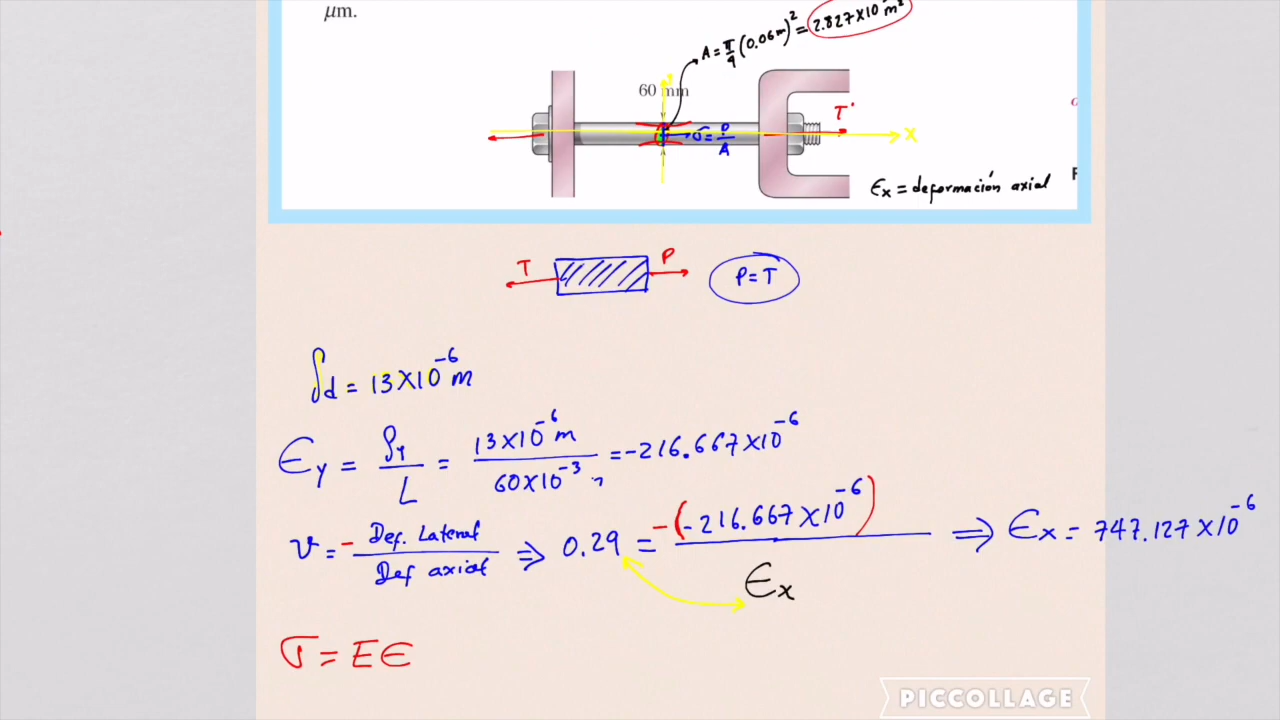 μm.
A = π/4 (0.06m)² = 2.827×10 m²
60 mm
T
σ = P/A
X
Єx = deformación axial
T P P=T
δd = 13×10⁻⁶ m
Єy = δy/L = 13×10⁻⁶ m / 60×10⁻³ = -216.667×10⁻⁶
ν = - Def. Lateral / Def axial ⇒ 0.29 = -(-216.667×10⁻⁶) / Єx ⇒ Єx = 747.127×10⁻⁶
σ = EЄ
PICCOLLAGE